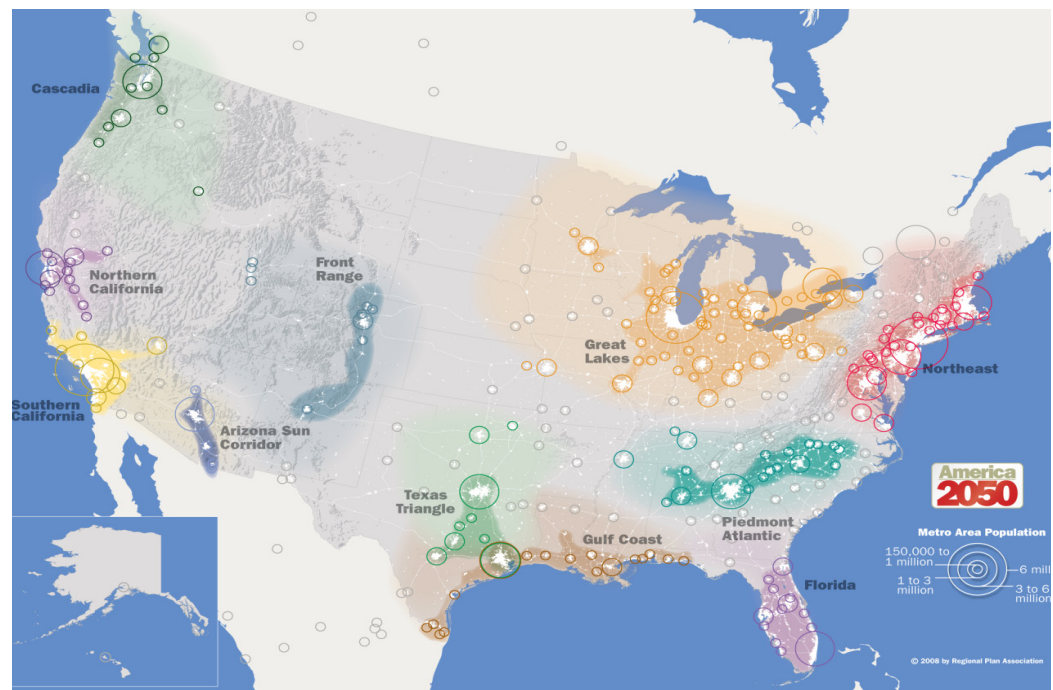 Cascadia
Northern
California
Front
Range
Great
Lakes
Northeast
Southern
California
Arizona Sun
Corridor
Texas
Triangle
Gulf Coast
Piedmont
Atlantic
Florida
America
2050
Metro Area Population
150,000 to
1 million
1 to 3
million
6 mill
3 to 6
million
© 2008 by Regional Plan Association